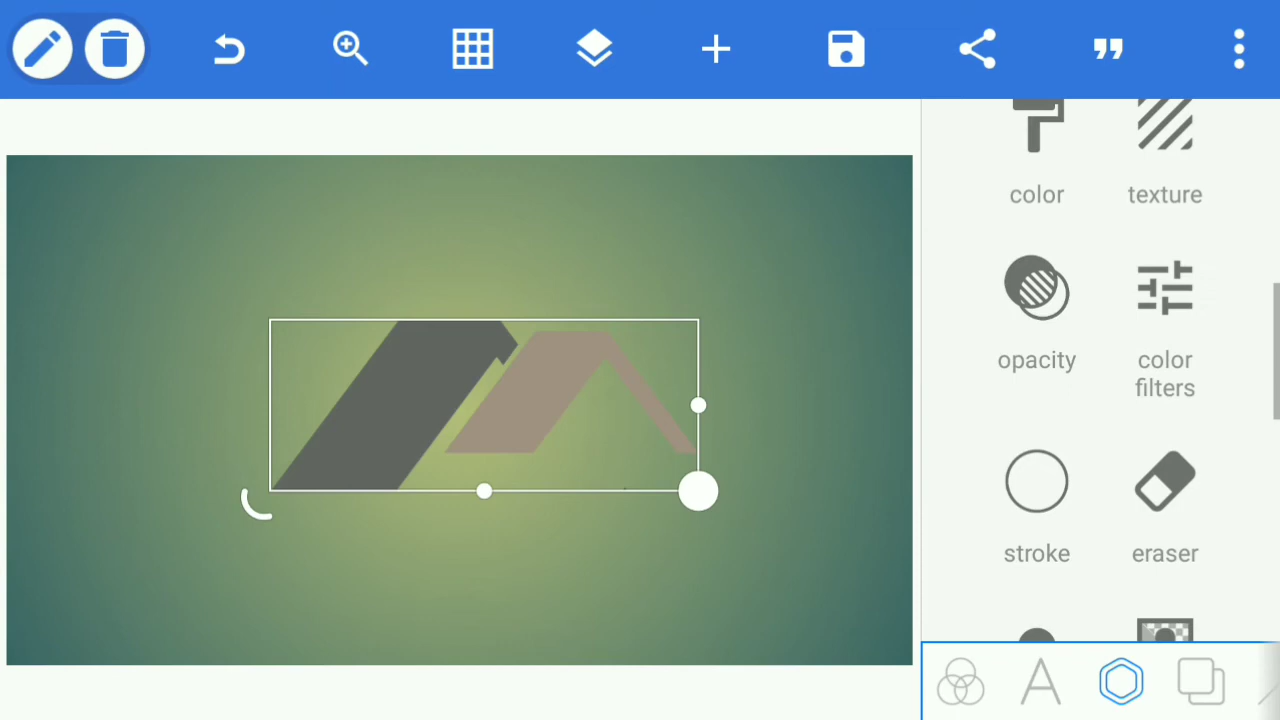 color texture
opacity color
filters
stroke eraser